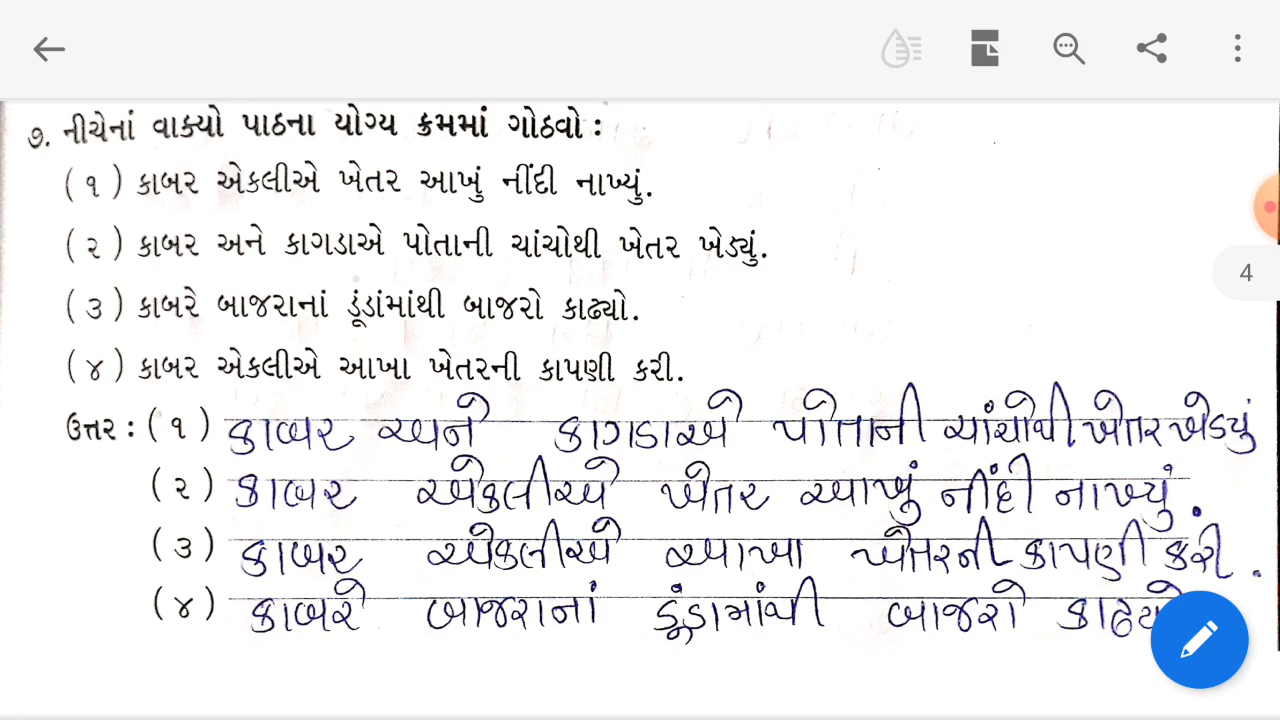 4
૭. નીચેનાં વાક્યો પાઠના યોગ્ય ક્રમમાં ગોઠવો :
(૧) કાબર એકલીએ ખેતર આખું નીંદી નાખ્યું.
(૨) કાબર અને કાગડાએ પોતાની ચાંચોથી ખેતર ખેડ્યું.
(૩) કાબરે બાજરાનાં ડૂંડાંમાંથી બાજરો કાઢ્યો.
(૪) કાબર એકલીએ આખા ખેતરની કાપણી કરી.
ઉત્તર : (૧) કાબર અને કાગડાએ પોતાની ચાંચોથી ખેતર ખેડ્યું
(૨) કાબર એકલીએ ખેતર આખું નીંદી નાખ્યું.
(૩) કાબર એકલીએ આખા ખેતરની કાપણી કરી.
(૪) કાબરે બાજરાનાં ડૂંડામાંથી બાજરો